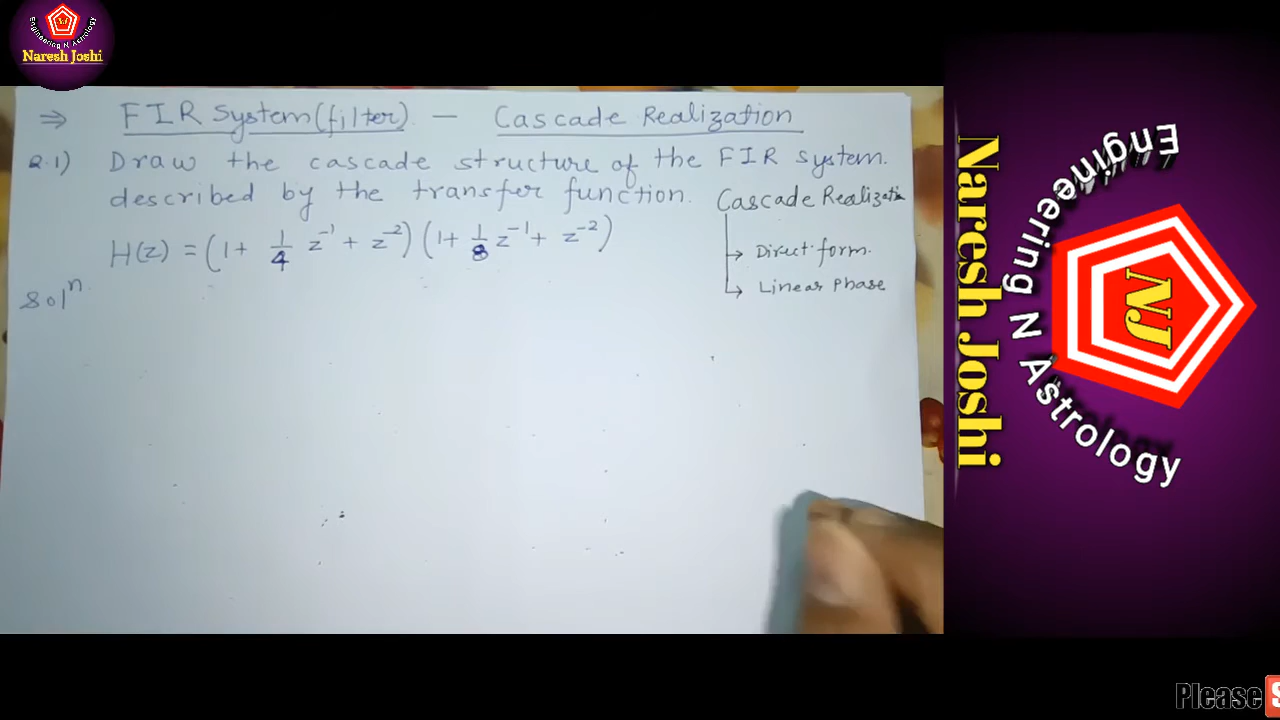 Engineering N Astrology
NJ
Naresh Joshi
⇒ FIR System(filter) — Cascade Realization
Q.1) Draw the cascade structure of the FIR system.
described by the transfer function.
H(z) = (1+ 1/4 z⁻¹ + z⁻²) (1+ 1/8 z⁻¹ + z⁻²)
Solⁿ
Cascade Realization
→ Direct form.
→ Linear Phase
Engineering N Astrology
NJ
Naresh Joshi
Please S